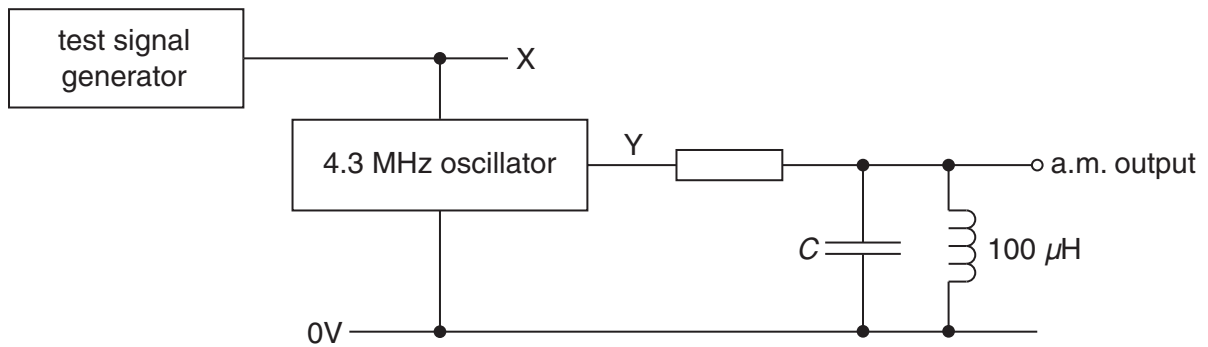 test signal
generator
X
4.3 MHz oscillator
Y
a.m. output
C
100 µH
0V